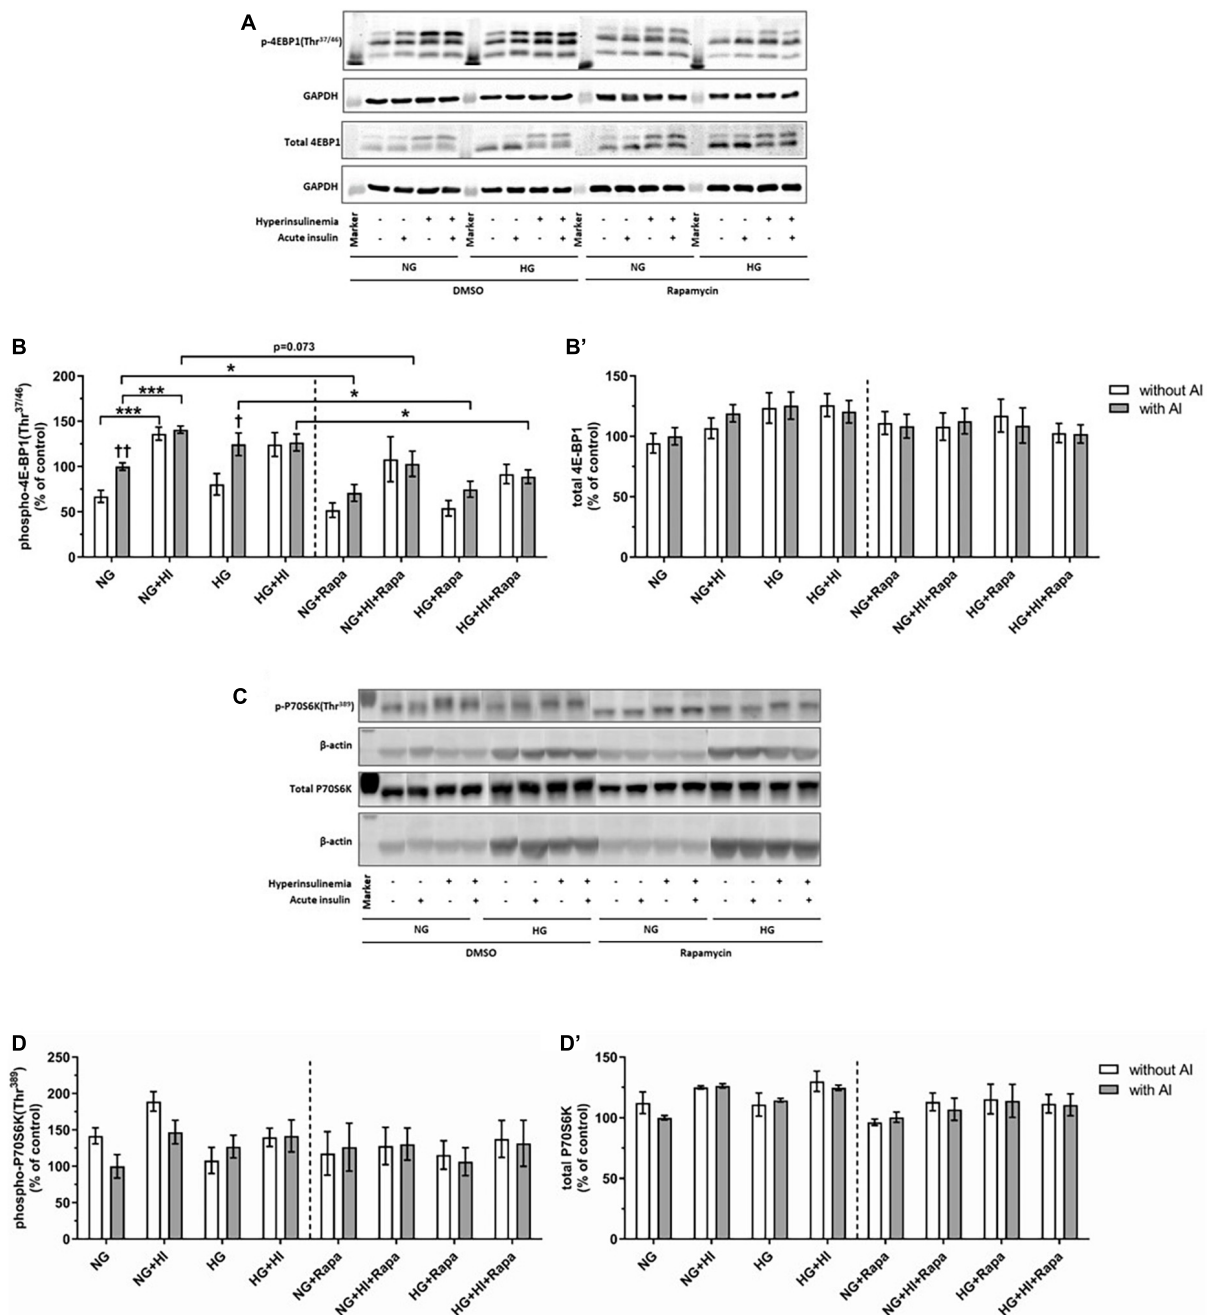 A
p-4EBP1(Thr37/46)
GAPDH
Total 4EBP1
GAPDH
Hyperinsulinemia - - + + - - + + - - + + - - + +
Acute insulin - + - + - + - + - + - + - + - +
Marker Marker Marker Marker
NG HG NG HG
DMSO Rapamycin
B
phospho-4E-BP1(Thr37/46)
(% of control)
200
150
100
50
0
p=0.073
*
***
*
***
†
*
††
NG NG+HI HG HG+HI NG+Rapa NG+HI+Rapa HG+Rapa HG+HI+Rapa
B’
total 4E-BP1
(% of control)
150
100
50
0
NG NG+HI HG HG+HI NG+Rapa NG+HI+Rapa HG+Rapa HG+HI+Rapa
without AI
with AI
C
p-P70S6K(Thr389)
β-actin
Total P70S6K
β-actin
Hyperinsulinemia - - + + - - + + - - + + - - + +
Acute insulin - + - + - + - + - + - + - + - +
Marker
NG HG NG HG
DMSO Rapamycin
D
phospho-P70S6K(Thr389)
(% of control)
250
200
150
100
50
0
NG NG+HI HG HG+HI NG+Rapa NG+HI+Rapa HG+Rapa HG+HI+Rapa
D’
total P70S6K
(% of control)
150
100
50
0
NG NG+HI HG HG+HI NG+Rapa NG+HI+Rapa HG+Rapa HG+HI+Rapa
without AI
with AI